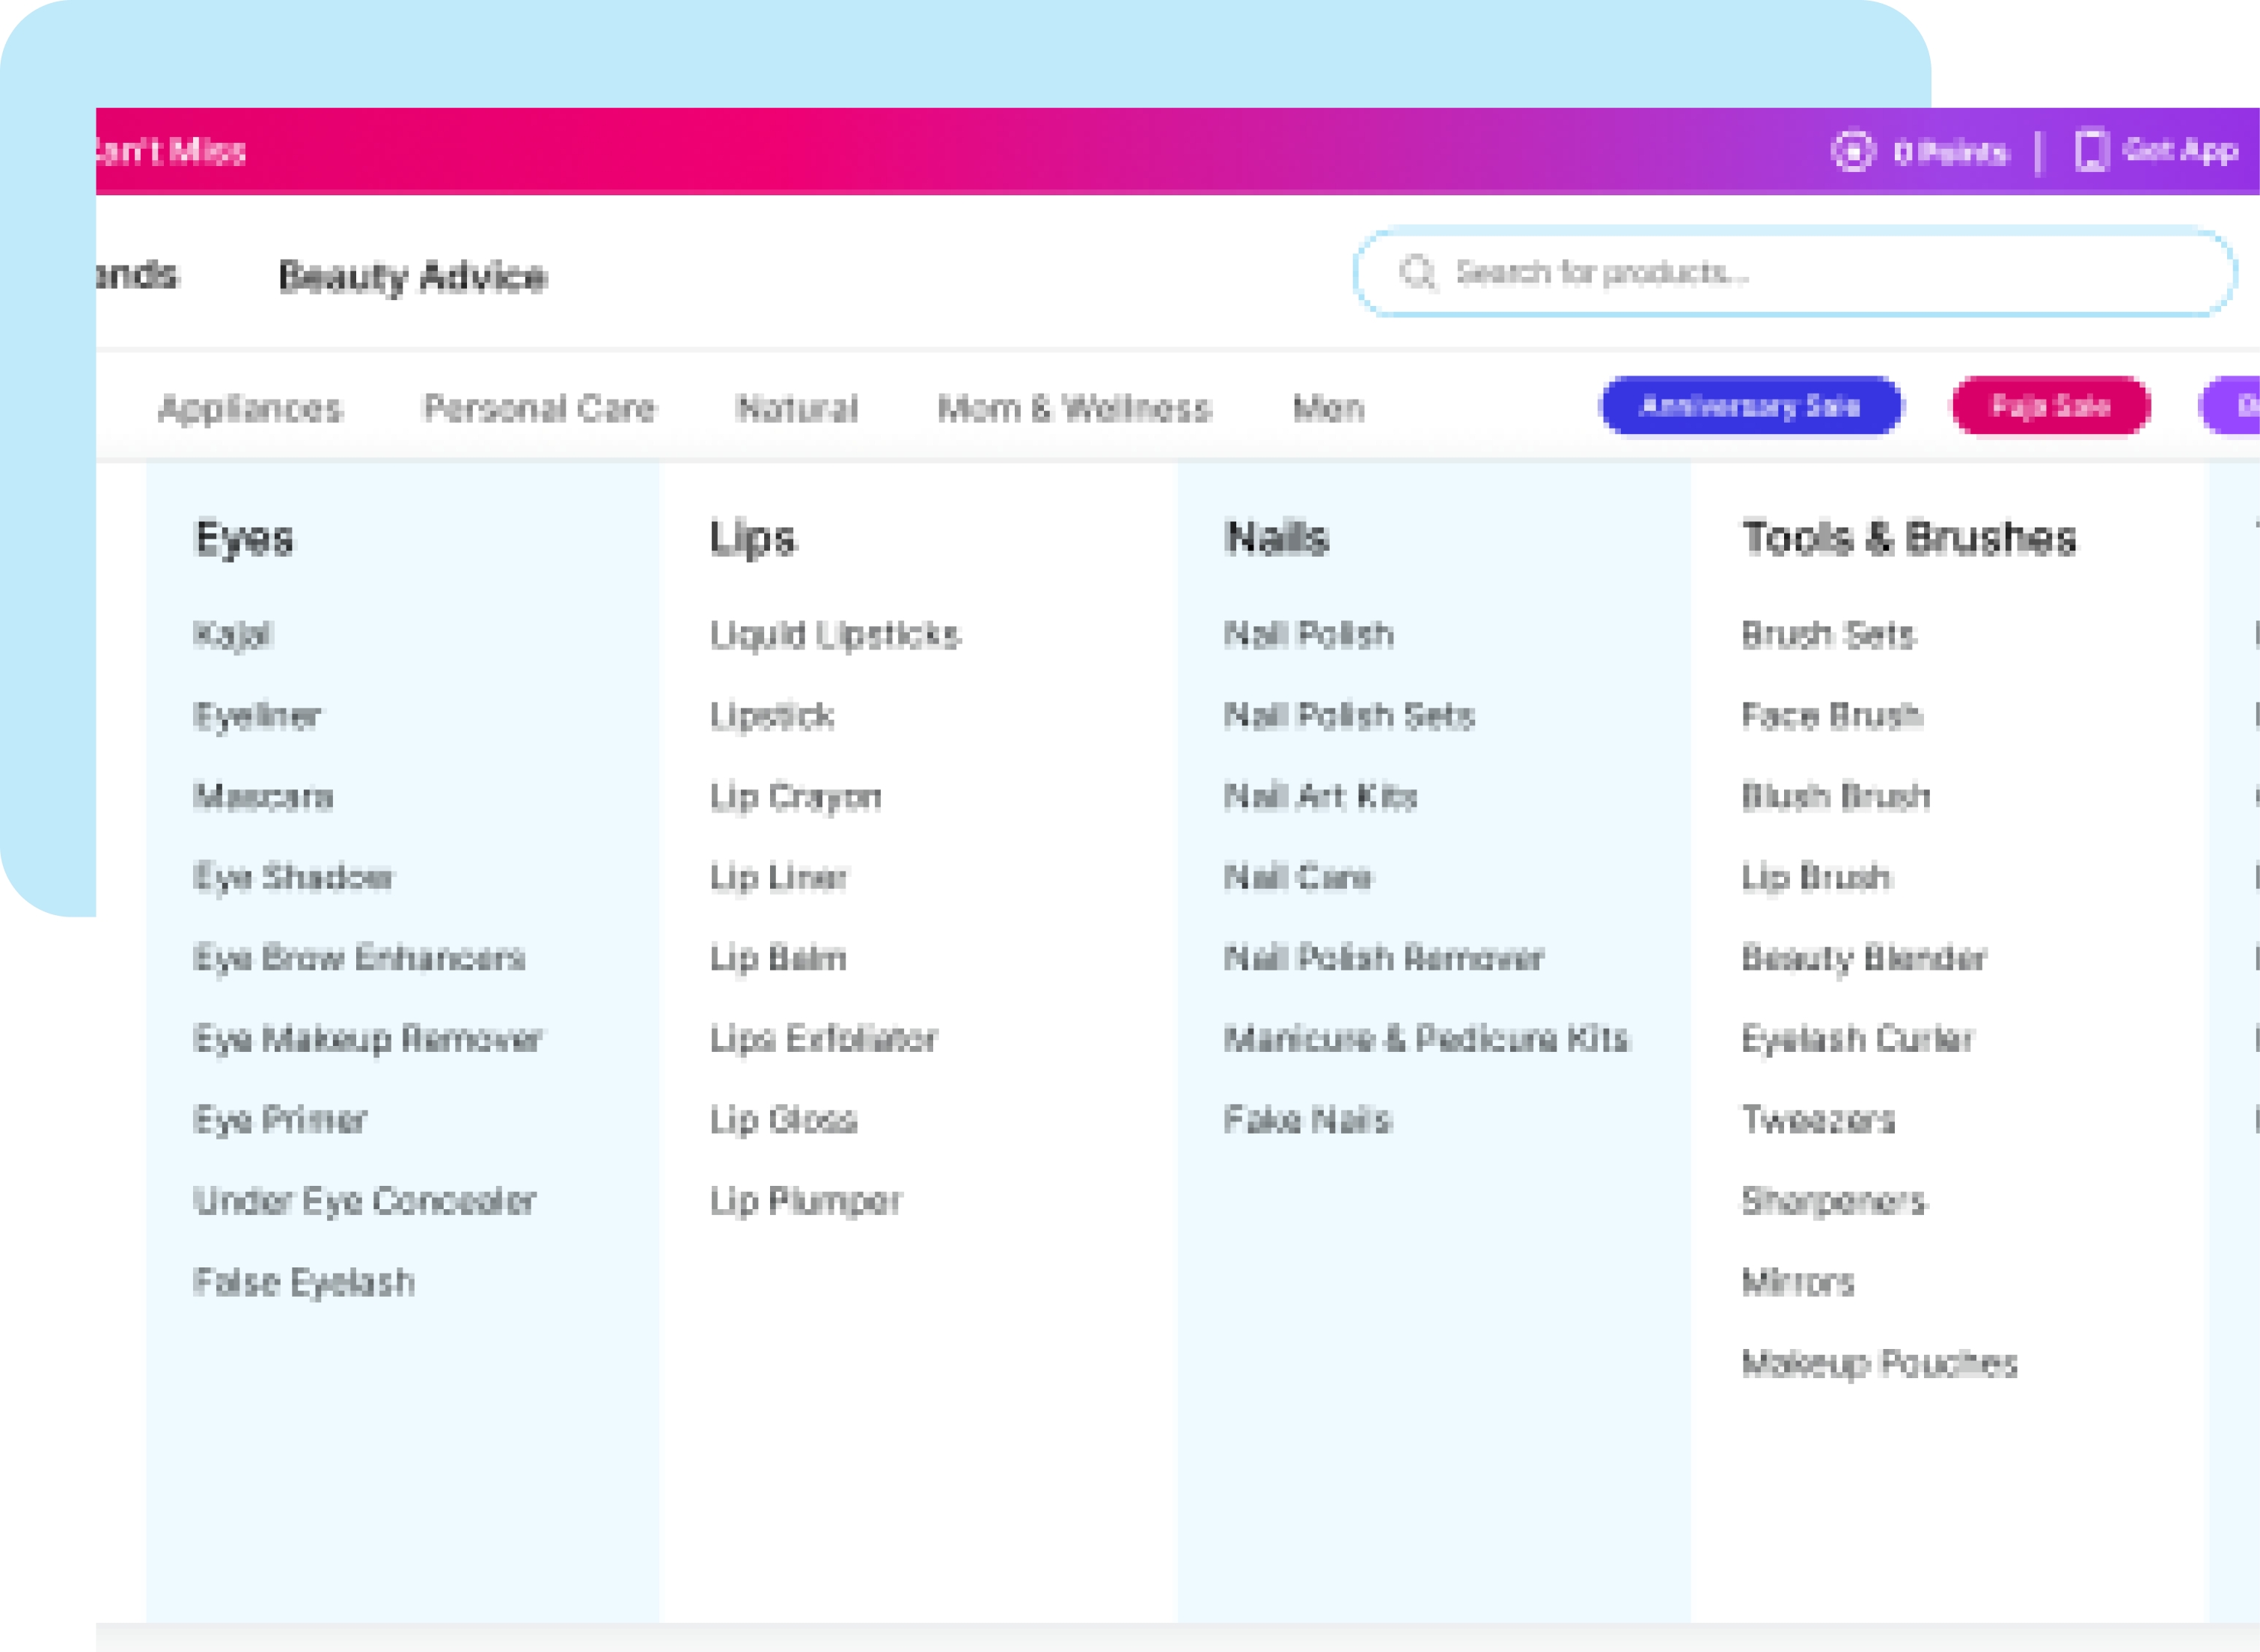 an't Miss
0 Points
Get App
ands
Beauty Advice
Search for products...
Appliances
Personal Care
Natural
Mom & Wellness
Men
Anniversary Sale
Puja Sale
Eyes
Kajal
Eyeliner
Mascara
Eye Shadow
Eye Brow Enhancers
Eye Makeup Remover
Eye Primer
Under Eye Concealer
False Eyelash
Lips
Liquid Lipsticks
Lipstick
Lip Crayon
Lip Liner
Lip Balm
Lips Exfoliator
Lip Gloss
Lip Plumper
Nails
Nail Polish
Nail Polish Sets
Nail Art Kits
Nail Care
Nail Polish Remover
Manicure & Pedicure Kits
Fake Nails
Tools & Brushes
Brush Sets
Face Brush
Blush Brush
Lip Brush
Beauty Blender
Eyelash Curler
Tweezers
Sharpeners
Mirrors
Makeup Pouches